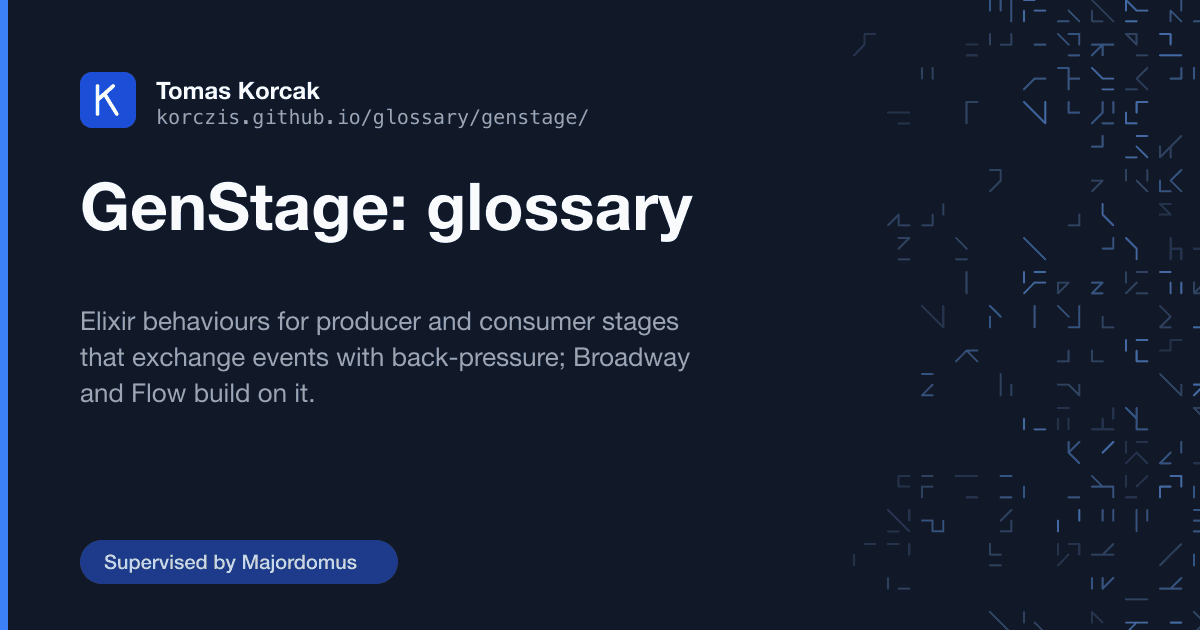 K
Tomas Korcak
korczis.github.io/glossary/genstage/
GenStage: glossary
Elixir behaviours for producer and consumer stages
that exchange events with back-pressure; Broadway
and Flow build on it.
Supervised by Majordomus